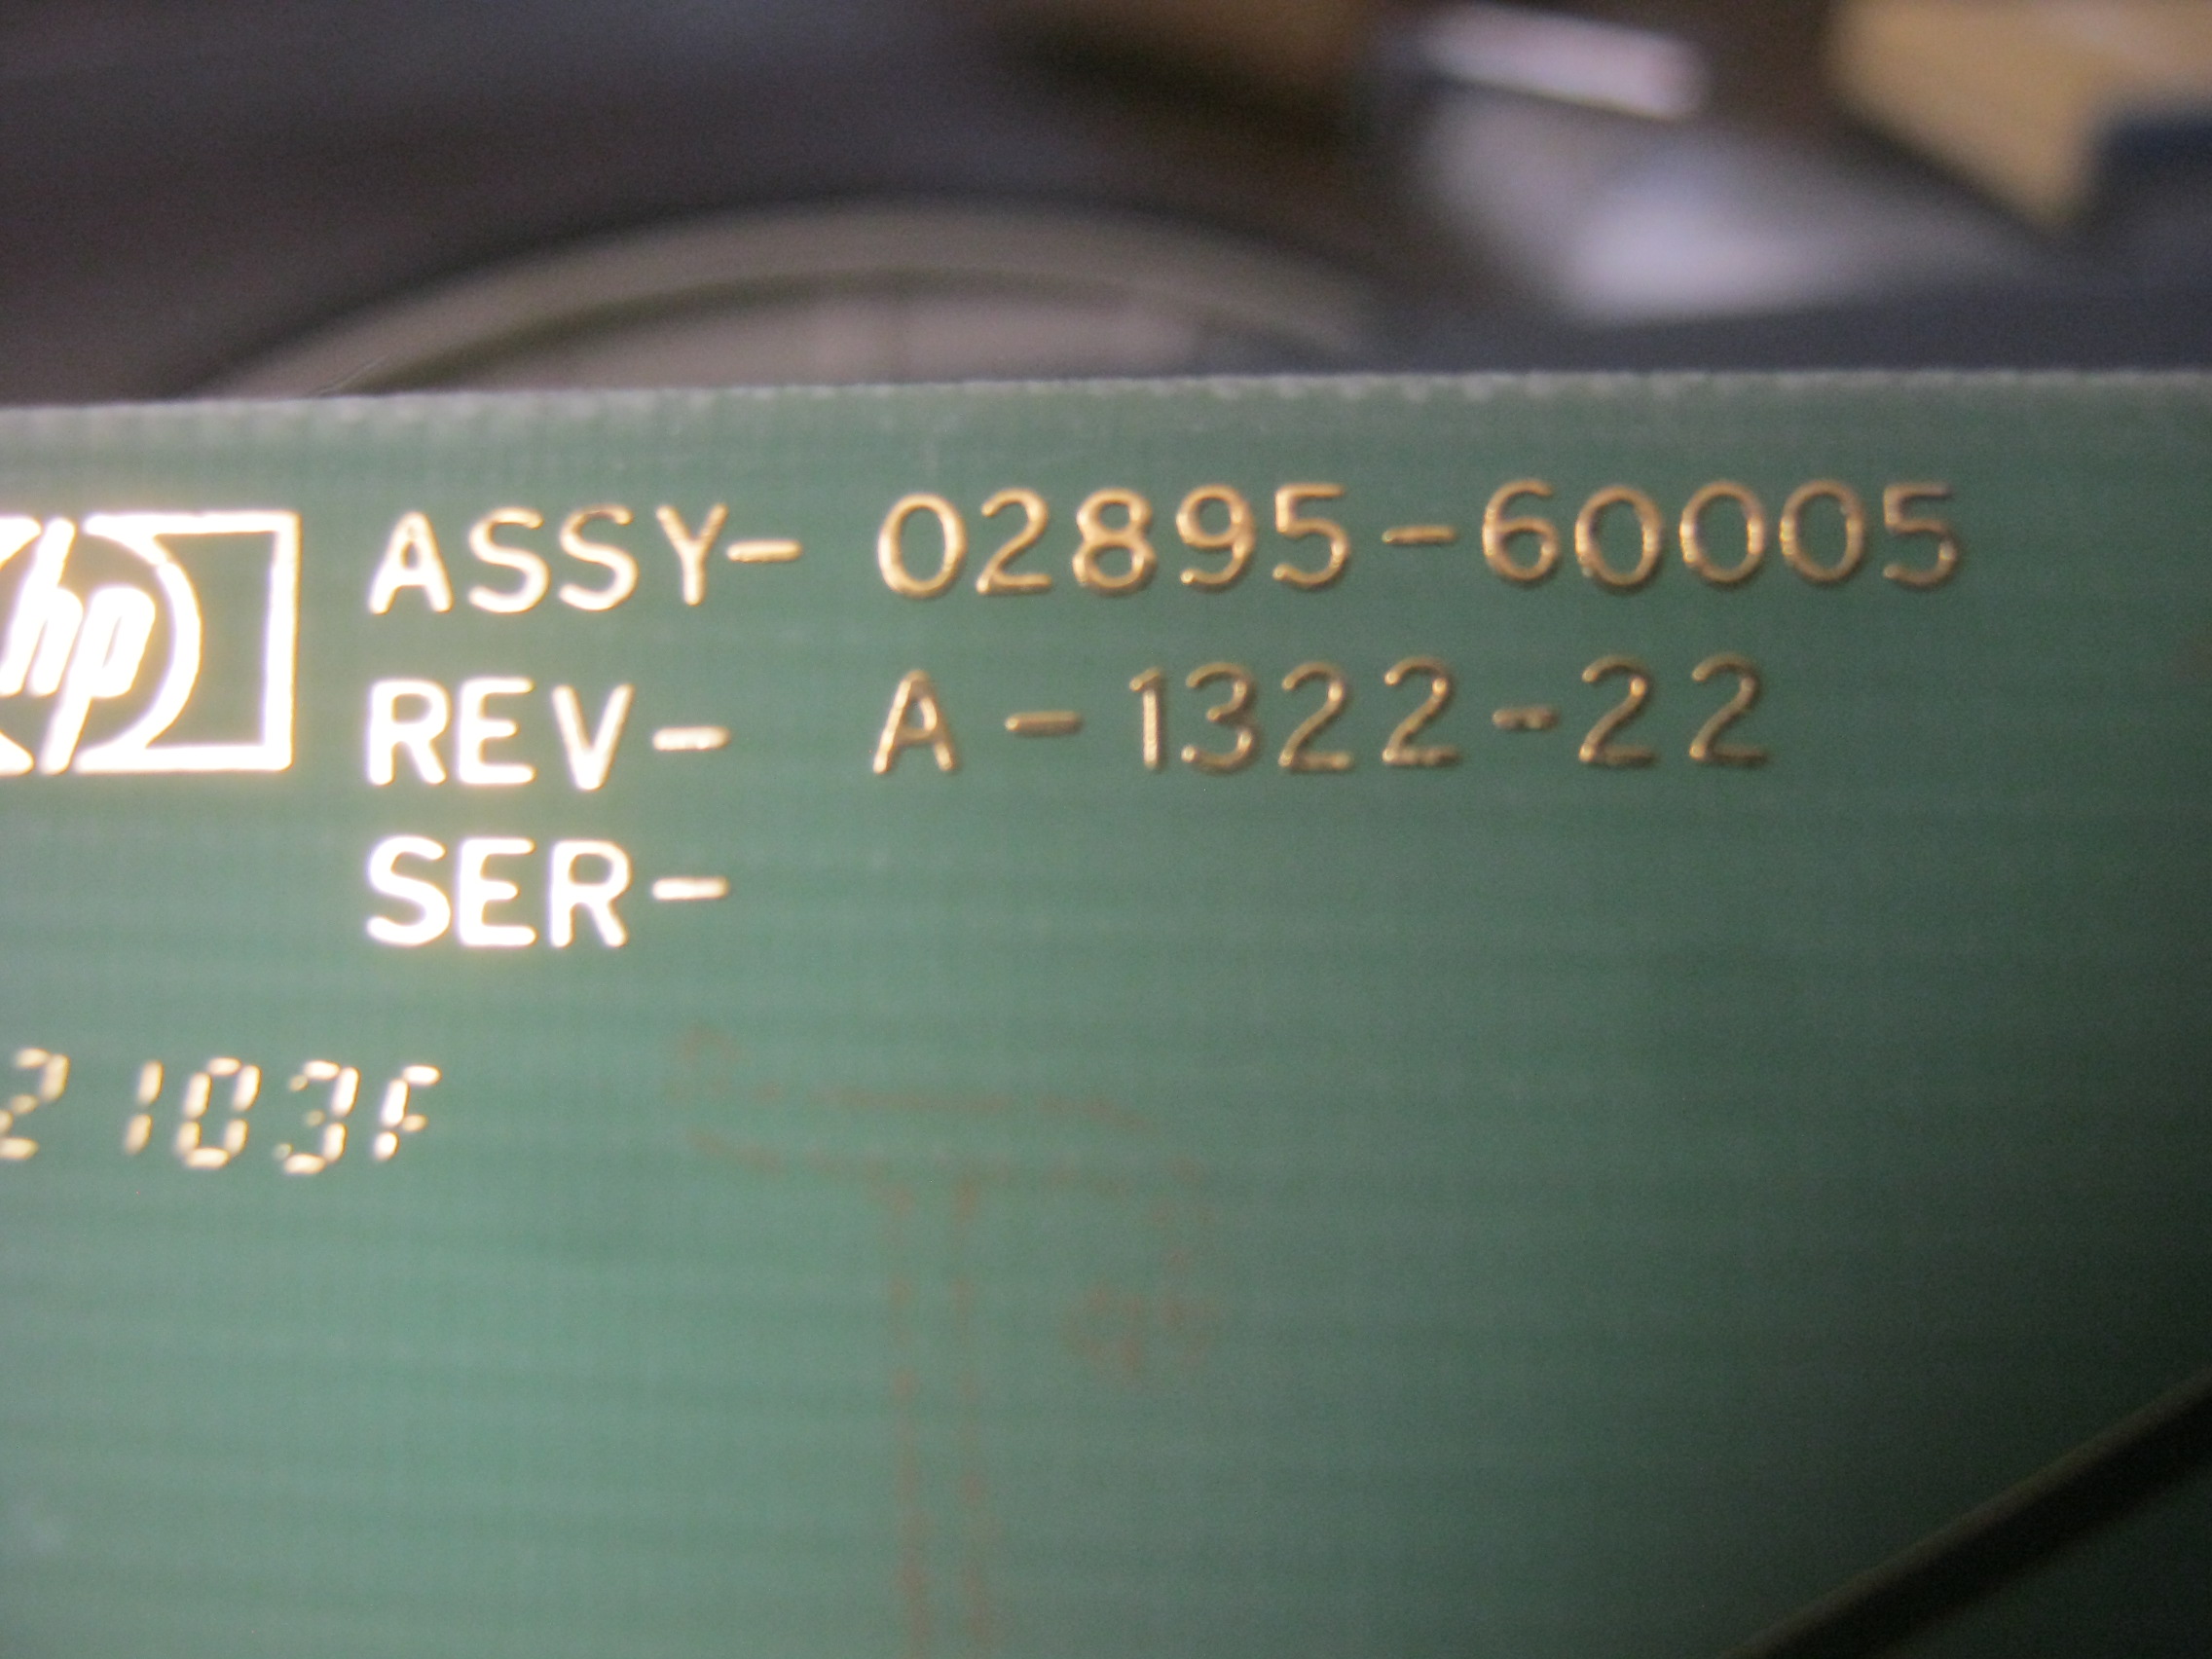 hp
ASSY- 02895-60005
REV- A-1322-22
SER-
2103F